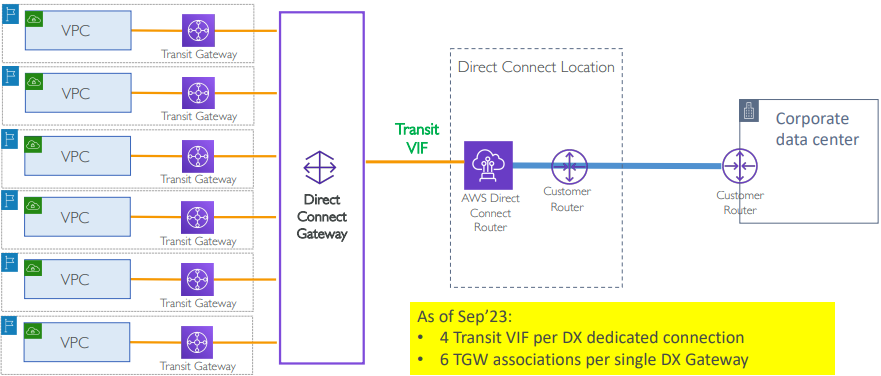 VPC
Transit Gateway
VPC
Transit Gateway
VPC
Transit Gateway
VPC
Transit Gateway
VPC
Transit Gateway
VPC
Transit Gateway
Direct
Connect
Gateway
Transit
VIF
Direct Connect Location
AWS Direct
Connect
Router
Customer
Router
Corporate
data center
Customer
Router
As of Sep’23:
• 4 Transit VIF per DX dedicated connection
• 6 TGW associations per single DX Gateway